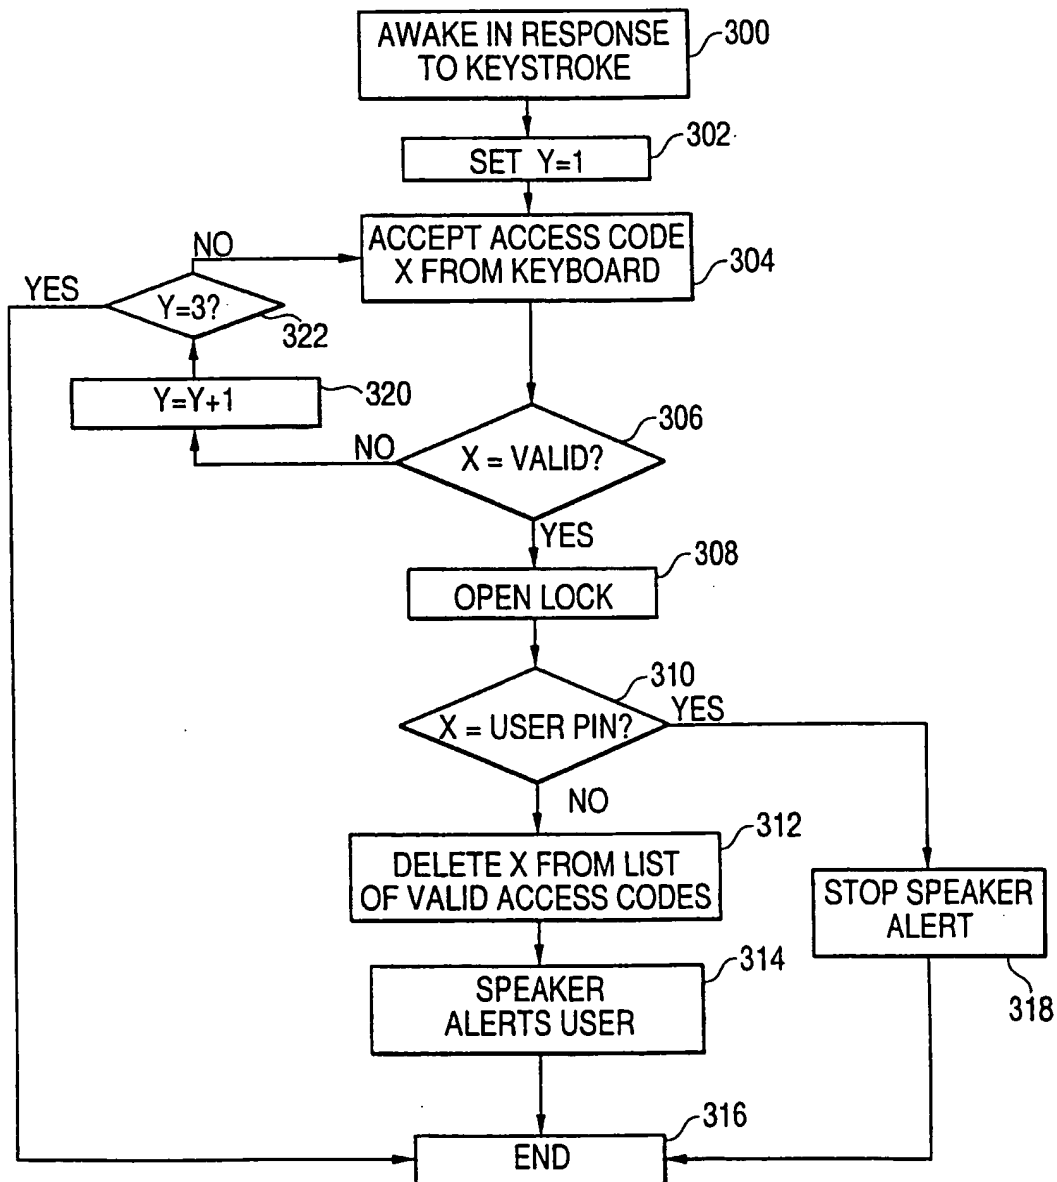 AWAKE IN RESPONSE
TO KEYSTROKE
300
SET Y=1
302
ACCEPT ACCESS CODE
X FROM KEYBOARD
304
NO
YES
Y=3?
322
Y=Y+1
320
NO
X = VALID?
306
YES
OPEN LOCK
308
X = USER PIN?
310
YES
NO
DELETE X FROM LIST
OF VALID ACCESS CODES
312
STOP SPEAKER
ALERT
318
SPEAKER
ALERTS USER
314
END
316